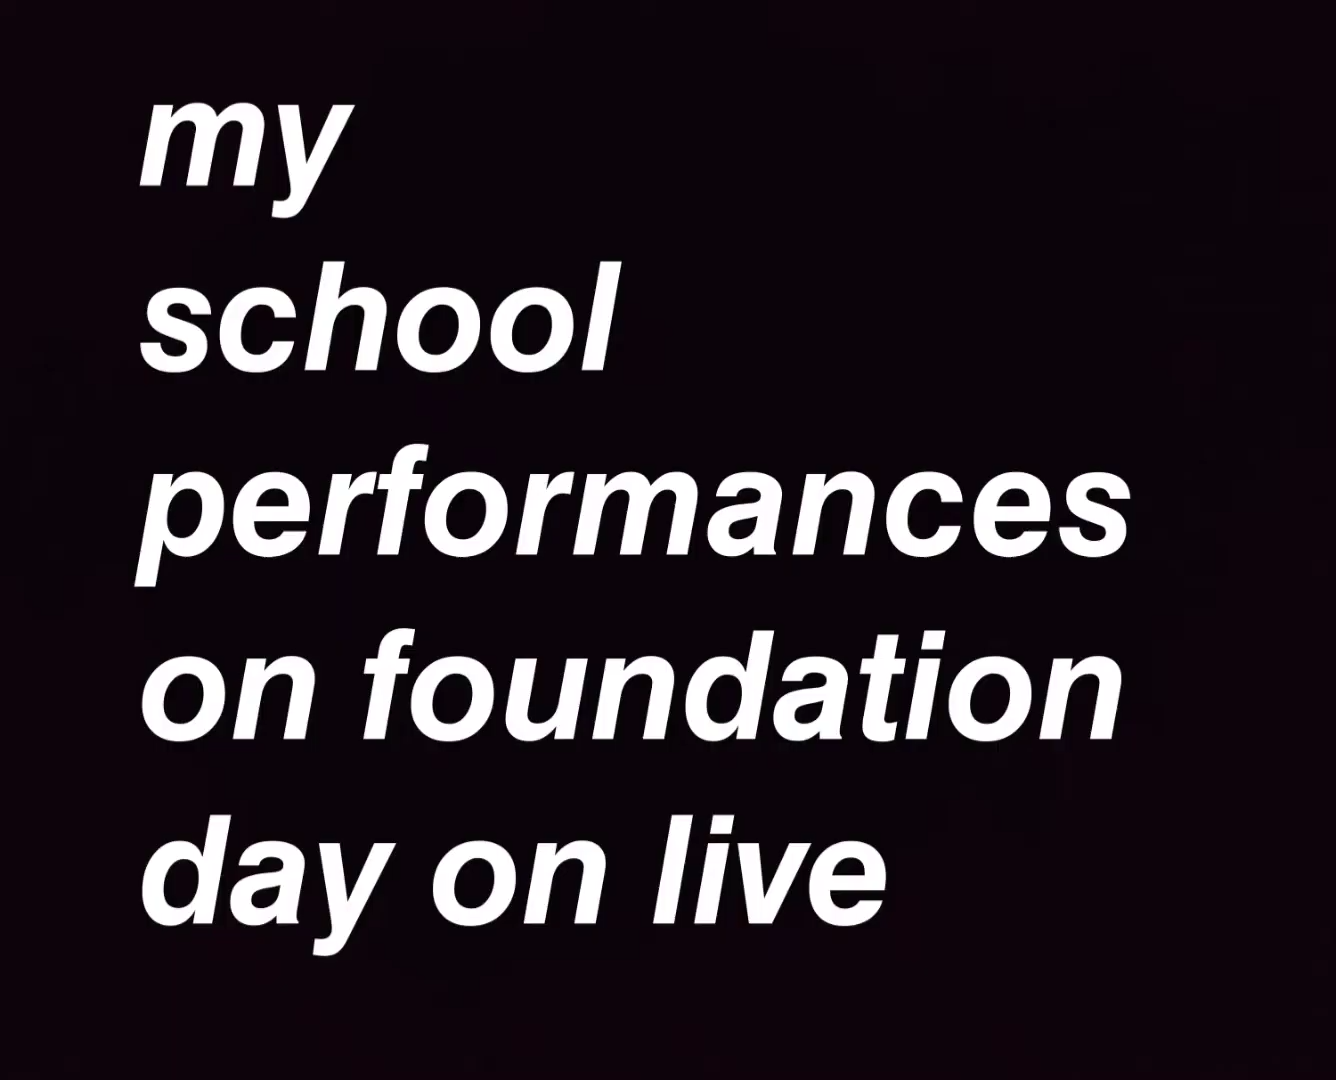 my
school
performances
on foundation
day on live